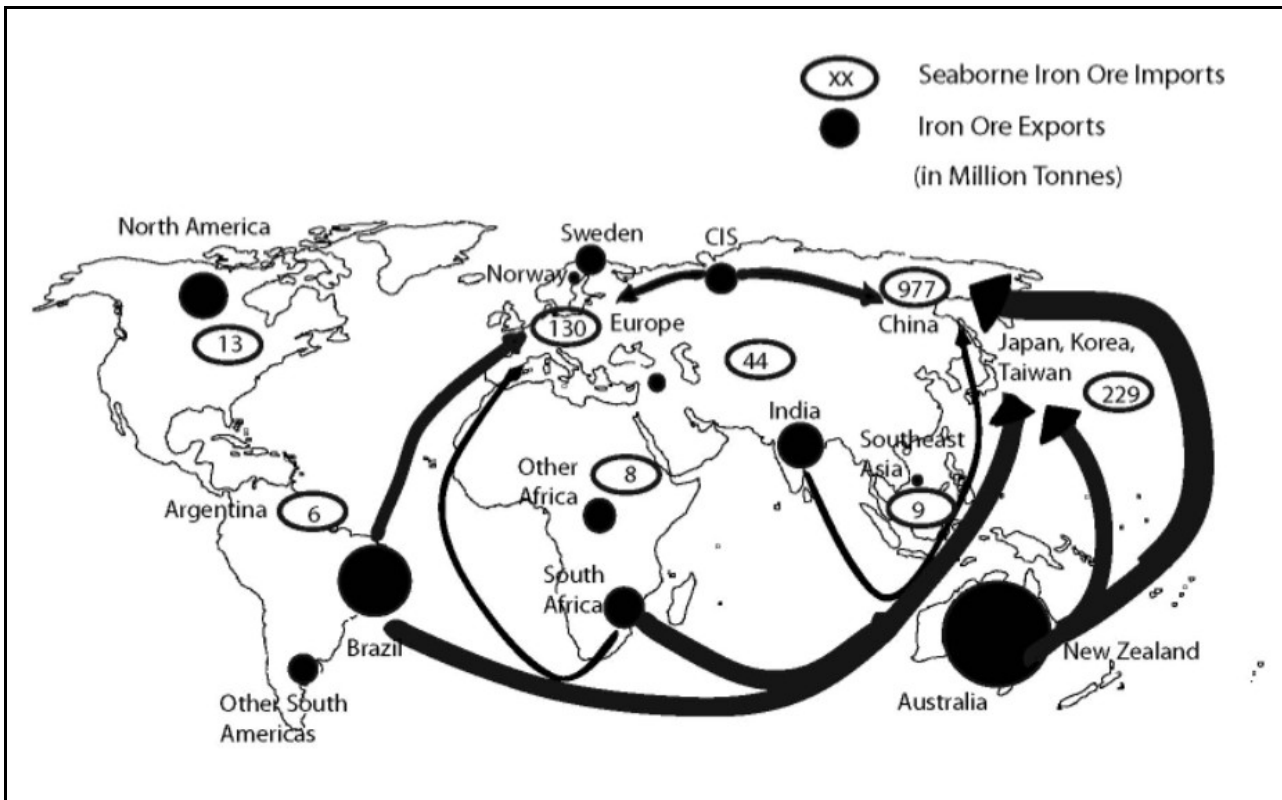 XX Seaborne Iron Ore Imports
Iron Ore Exports
(in Million Tonnes)
North America
13
Sweden
Norway
CIS
130
Europe
977
China
44
Japan, Korea,
Taiwan
229
India
Southeast
Asia
9
Other
Africa
8
Argentina
6
South
Africa
Brazil
Other South
Americas
New Zealand
Australia